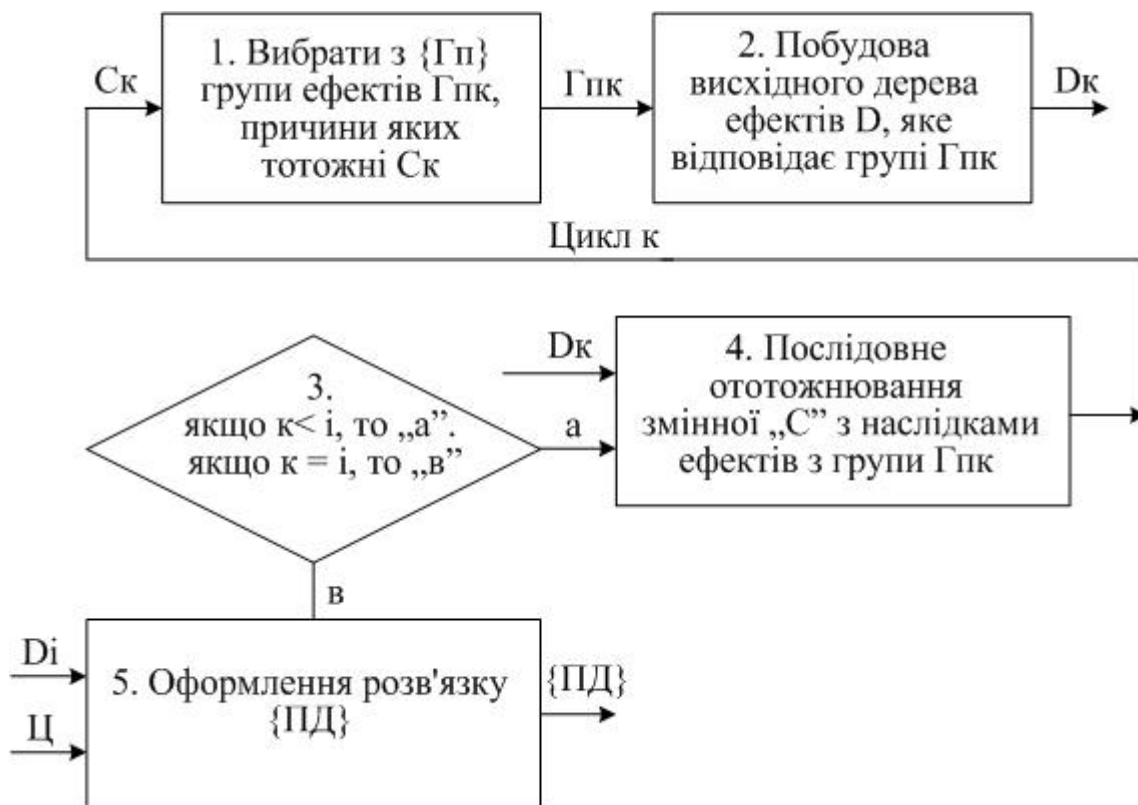 Ск
1. Вибрати з {Гп}
групи ефектів Гпк,
причини яких
тотожні Ск
Гпк
2. Побудова
висхідного дерева
ефектів D, яке
відповідає групі Гпк
Dк
Цикл к
3.
якщо к< i, то „а”.
якщо к = i, то „в”
а
в
Dк
4. Послідовне
ототожнювання
змінної „С” з наслідками
ефектів з групи Гпк
Di
Ц
5. Оформлення розв'язку
{ПД}
{ПД}